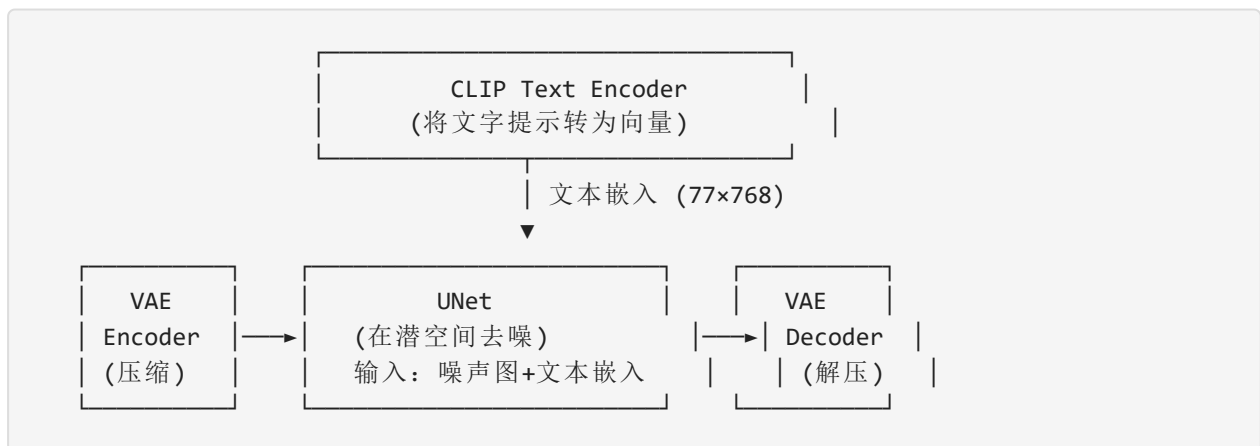 CLIP Text Encoder
(将文字提示转为向量)
文本嵌入 (77×768)
VAE UNet VAE
Encoder (在潜空间去噪) Decoder
(压缩) 输入: 噪声图+文本嵌入 (解压)